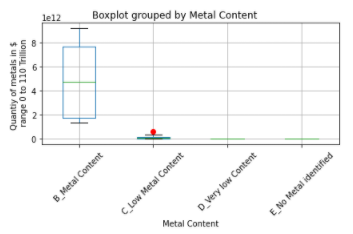 Boxplot grouped by Metal Content
1e12
8
6
4
2
0
Quantiy of metals in $
range 0 to 110 Trillion
B_Metal Content
C_Low Metal Content
D_Very low Content
E_No Metal identified
Metal Content